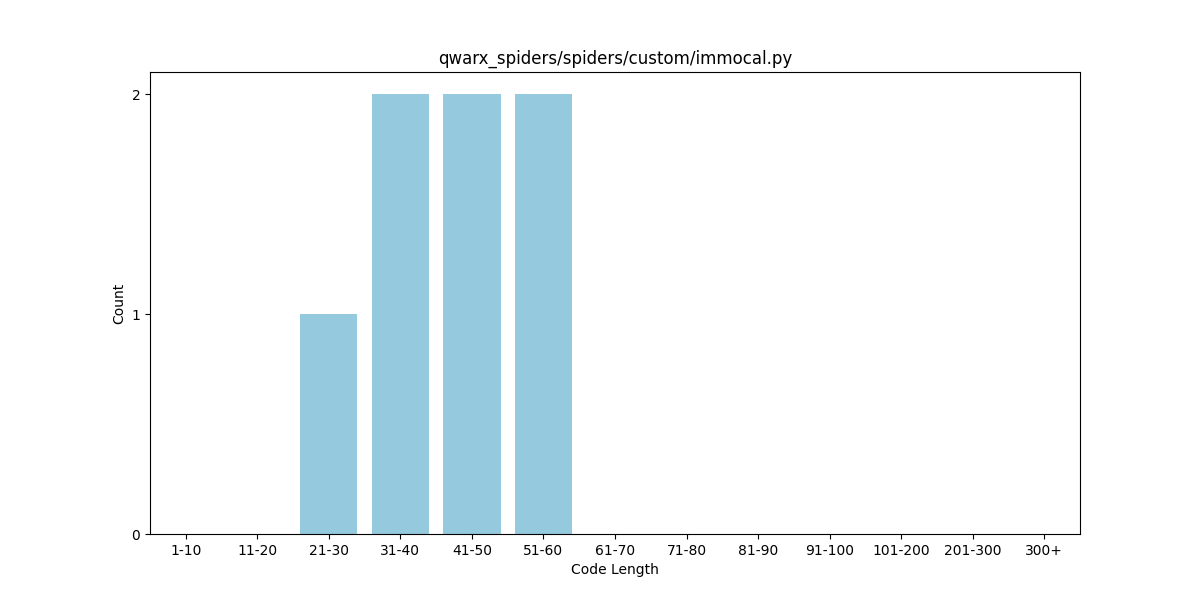 qwarx_spiders/spiders/custom/immocal.py
2
1
0
Count
1-10 11-20 21-30 31-40 41-50 51-60 61-70 71-80 81-90 91-100 101-200 201-300 300+
Code Length